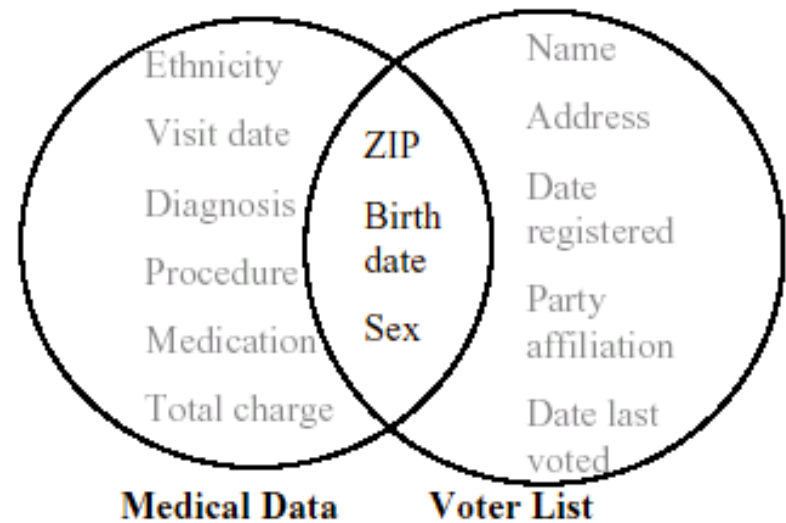 Ethnicity
Visit date
Diagnosis
Procedure
Medication
Total charge
ZIP
Birth
date
Sex
Name
Address
Date
registered
Party
affiliation
Date last
voted
Medical Data
Voter List